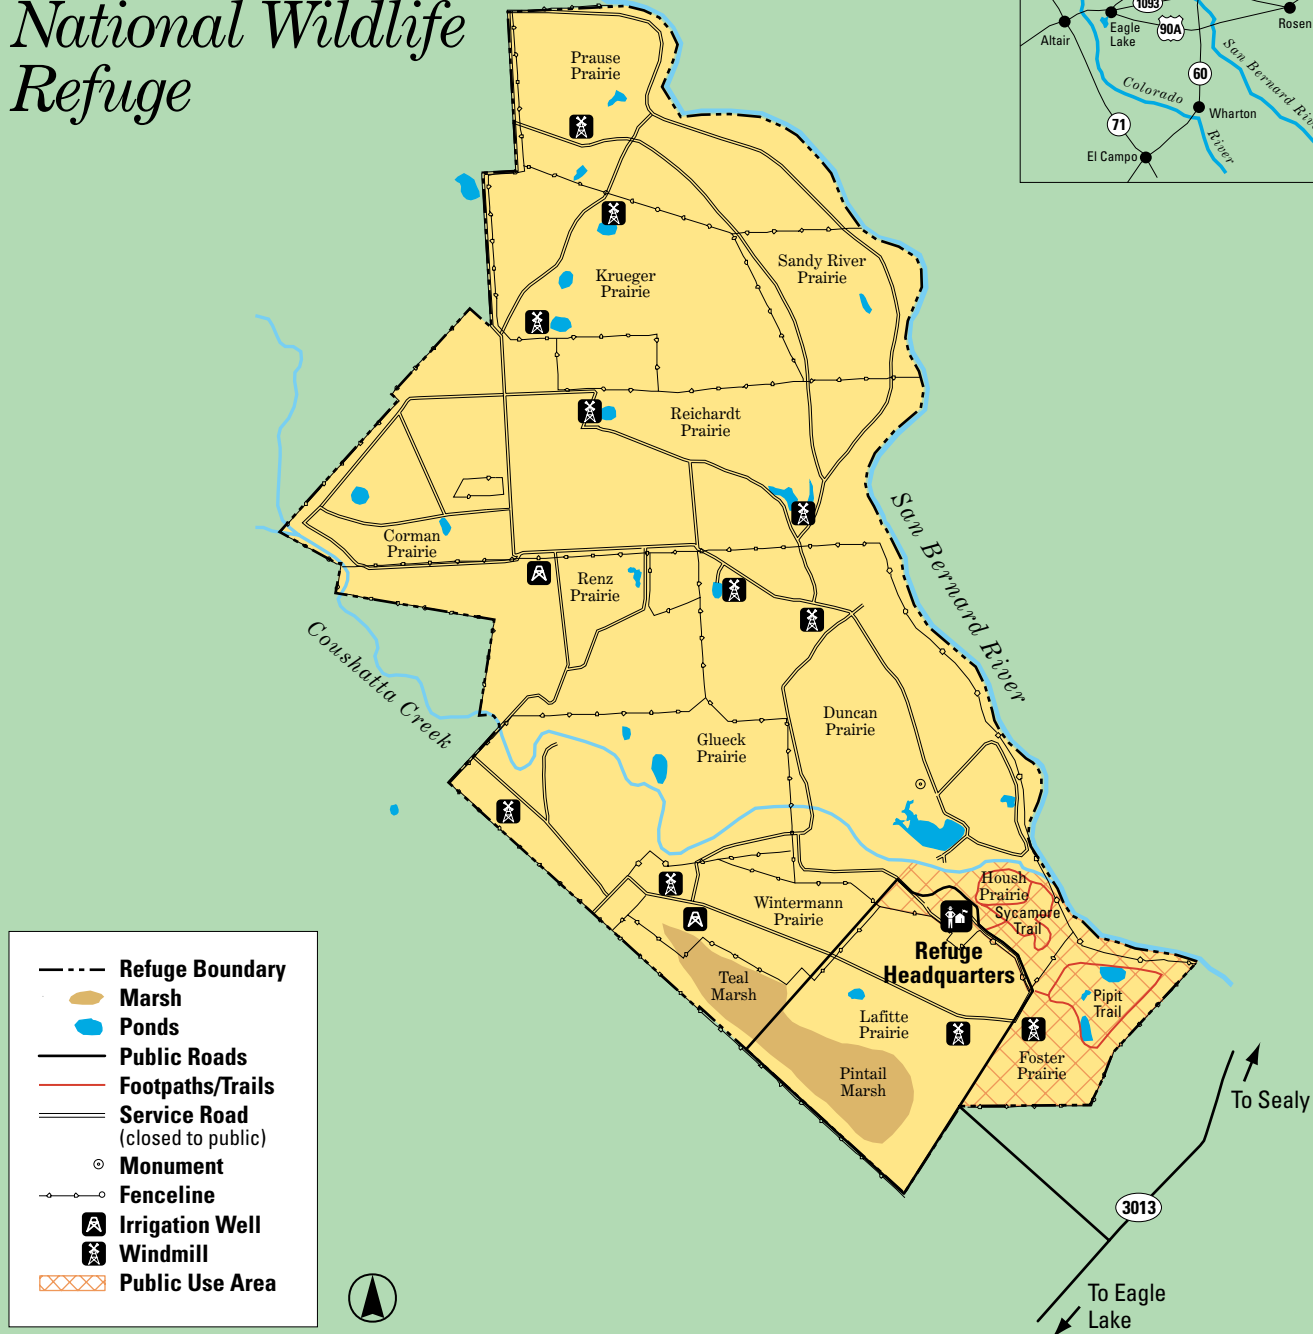 National Wildlife
Refuge
1093
90A
Rosen
Altair
Eagle
Lake
San Bernard Riv
60
Colorado
River
Wharton
71
El Campo
Prause
Prairie
Krueger
Prairie
Sandy River
Prairie
Reichardt
Prairie
Corman
Prairie
Renz
Prairie
San Bernard River
Coushatta Creek
Duncan
Prairie
Glueck
Prairie
Housh
Prairie
Sycamore
Trail
Wintermann
Prairie
Refuge
Headquarters
Teal
Marsh
Pipit
Trail
Lafitte
Prairie
Foster
Prairie
Pintail
Marsh
To Sealy
3013
To Eagle
Lake
Refuge Boundary
Marsh
Ponds
Public Roads
Footpaths/Trails
Service Road
(closed to public)
Monument
Fenceline
Irrigation Well
Windmill
Public Use Area